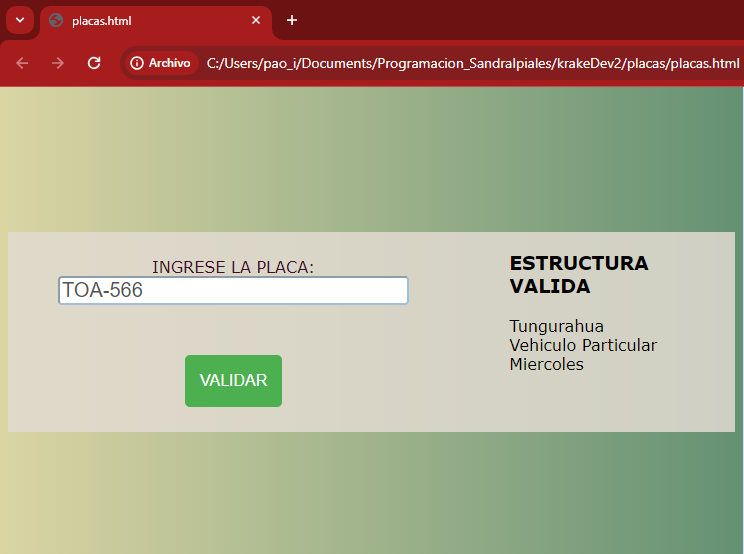 placas.html
Archivo C:/Users/pao_i/Documents/Programacion_SandraIpiales/krakeDev2/placas/placas.html
INGRESE LA PLACA:
TOA-566
VALIDAR
ESTRUCTURA
VALIDA
Tungurahua
Vehiculo Particular
Miercoles